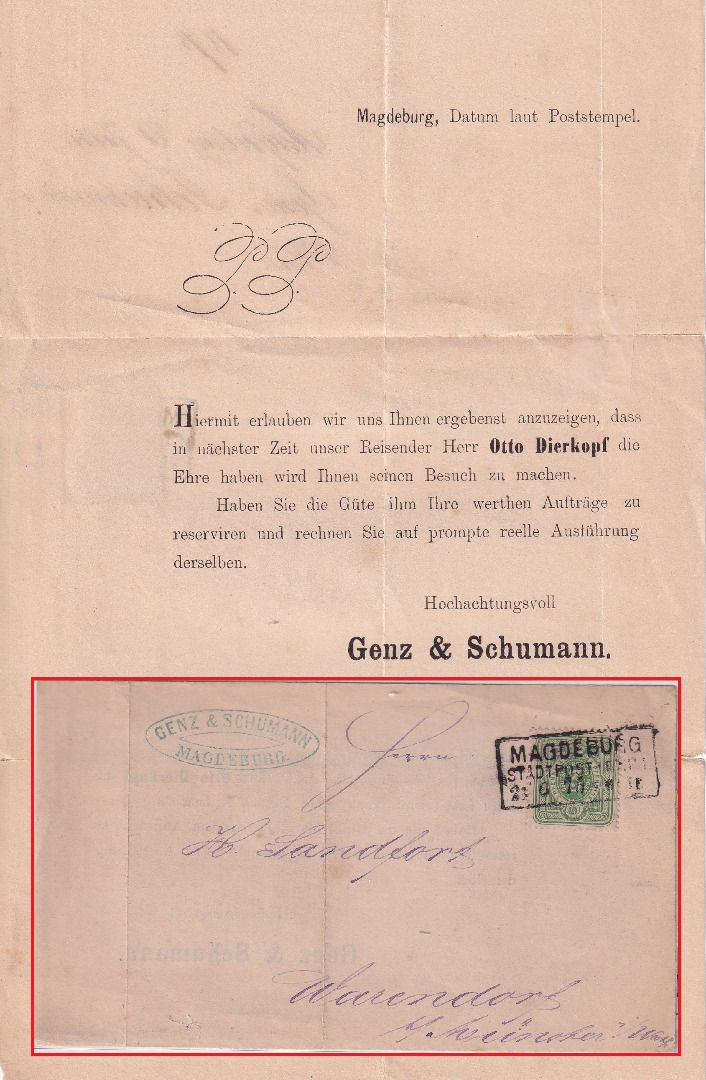 Magdeburg, Datum laut Poststempel.
P. P.
Hiermit erlauben wir uns Ihnen ergebenst anzuzeigen, dass
in nächster Zeit unser Reisender Herr Otto Dierkopf die
Ehre haben wird Ihnen seinen Besuch zu machen.
Haben Sie die Güte ihm Ihre werthen Aufträge zu
reserviren und rechnen Sie auf prompte reelle Ausführung
derselben.
Hochachtungsvoll
Genz & Schumann.
GENZ & SCHUMANN
MAGDEBURG.
Herrn
MAGDEBURG
STADTPOST
H. Landfort
Warendorf
Münster